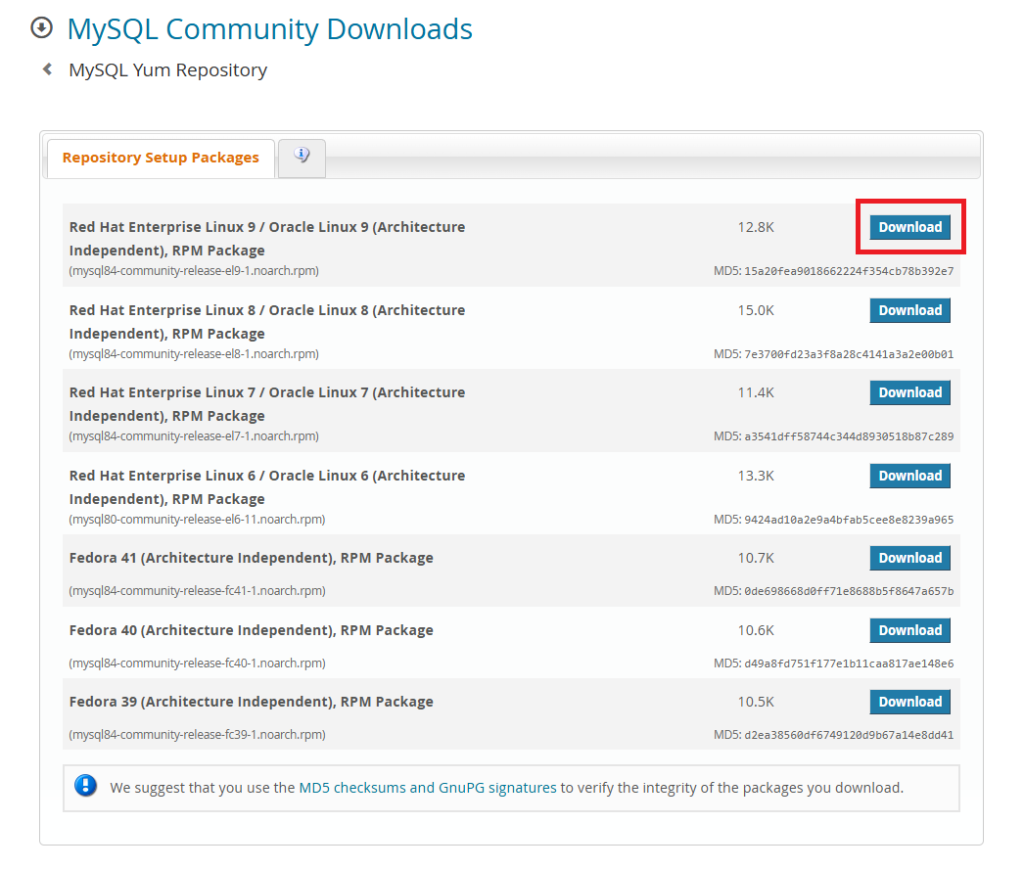 MySQL Community Downloads
MySQL Yum Repository
Repository Setup Packages
Red Hat Enterprise Linux 9 / Oracle Linux 9 (Architecture Independent), RPM Package
12.8K
Download
(mysql84-community-release-el9-1.noarch.rpm)
MD5: 15a20fea9018662224f354cb78b392e7
Red Hat Enterprise Linux 8 / Oracle Linux 8 (Architecture Independent), RPM Package
15.0K
Download
(mysql84-community-release-el8-1.noarch.rpm)
MD5: 7e3700fd23a3f8a28c4141a3a2e00b01
Red Hat Enterprise Linux 7 / Oracle Linux 7 (Architecture Independent), RPM Package
11.4K
Download
(mysql84-community-release-el7-1.noarch.rpm)
MD5: a3541dff58744c344d8930518b87c289
Red Hat Enterprise Linux 6 / Oracle Linux 6 (Architecture Independent), RPM Package
13.3K
Download
(mysql80-community-release-el6-11.noarch.rpm)
MD5: 9424ad10a2e9a4bfab5cee8e8239a965
Fedora 41 (Architecture Independent), RPM Package
10.7K
Download
(mysql84-community-release-fc41-1.noarch.rpm)
MD5: 0de698668d0ff71e8688b5f8647a657b
Fedora 40 (Architecture Independent), RPM Package
10.6K
Download
(mysql84-community-release-fc40-1.noarch.rpm)
MD5: d49a8fd751f177e1b11caa817ae148e6
Fedora 39 (Architecture Independent), RPM Package
10.5K
Download
(mysql84-community-release-fc39-1.noarch.rpm)
MD5: d2ea38560df6749120d9b67a14e8dd41
We suggest that you use the MD5 checksums and GnuPG signatures to verify the integrity of the packages you download.